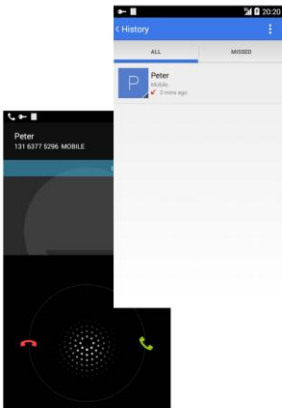 20:20
History
ALL MISSED
P
Peter
Mobile
2 mins ago
Peter
131 6377 5296 MOBILE